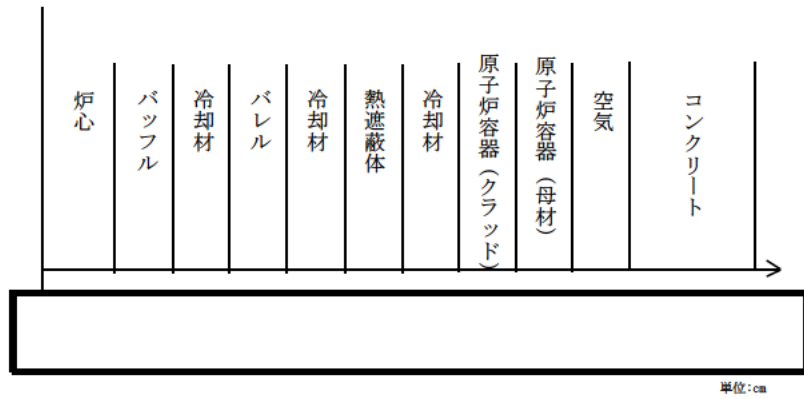 炉心
バッフル
冷却材
バレル
冷却材
熱遮蔽体
冷却材
原子炉容器(クラッド)
原子炉容器(母材)
空気
コンクリート
単位:cm